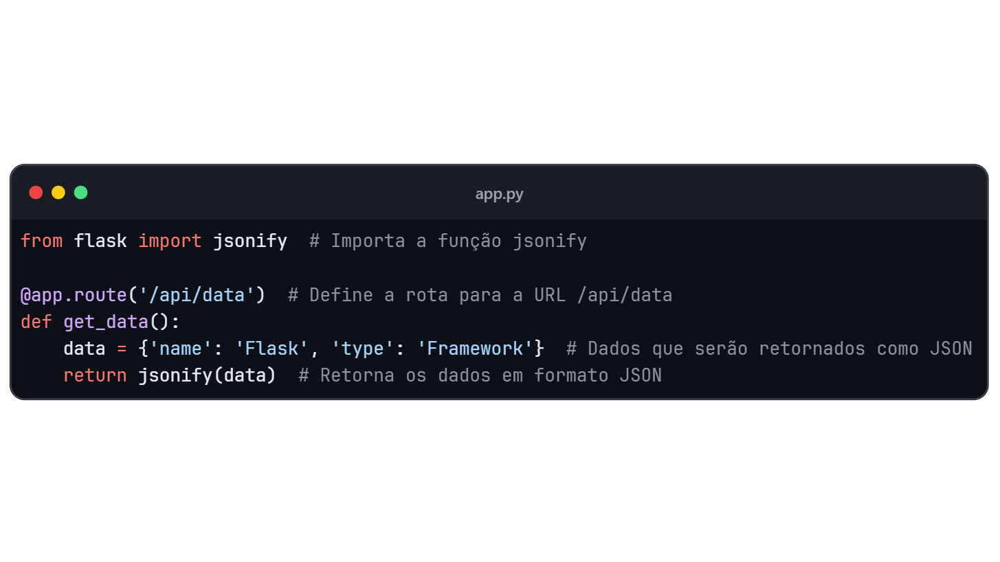 app.py
from flask import jsonify  # Importa a função jsonify
@app.route('/api/data')  # Define a rota para a URL /api/data
def get_data():
    data = {'name': 'Flask', 'type': 'Framework'}  # Dados que serão retornados como JSON
    return jsonify(data)  # Retorna os dados em formato JSON